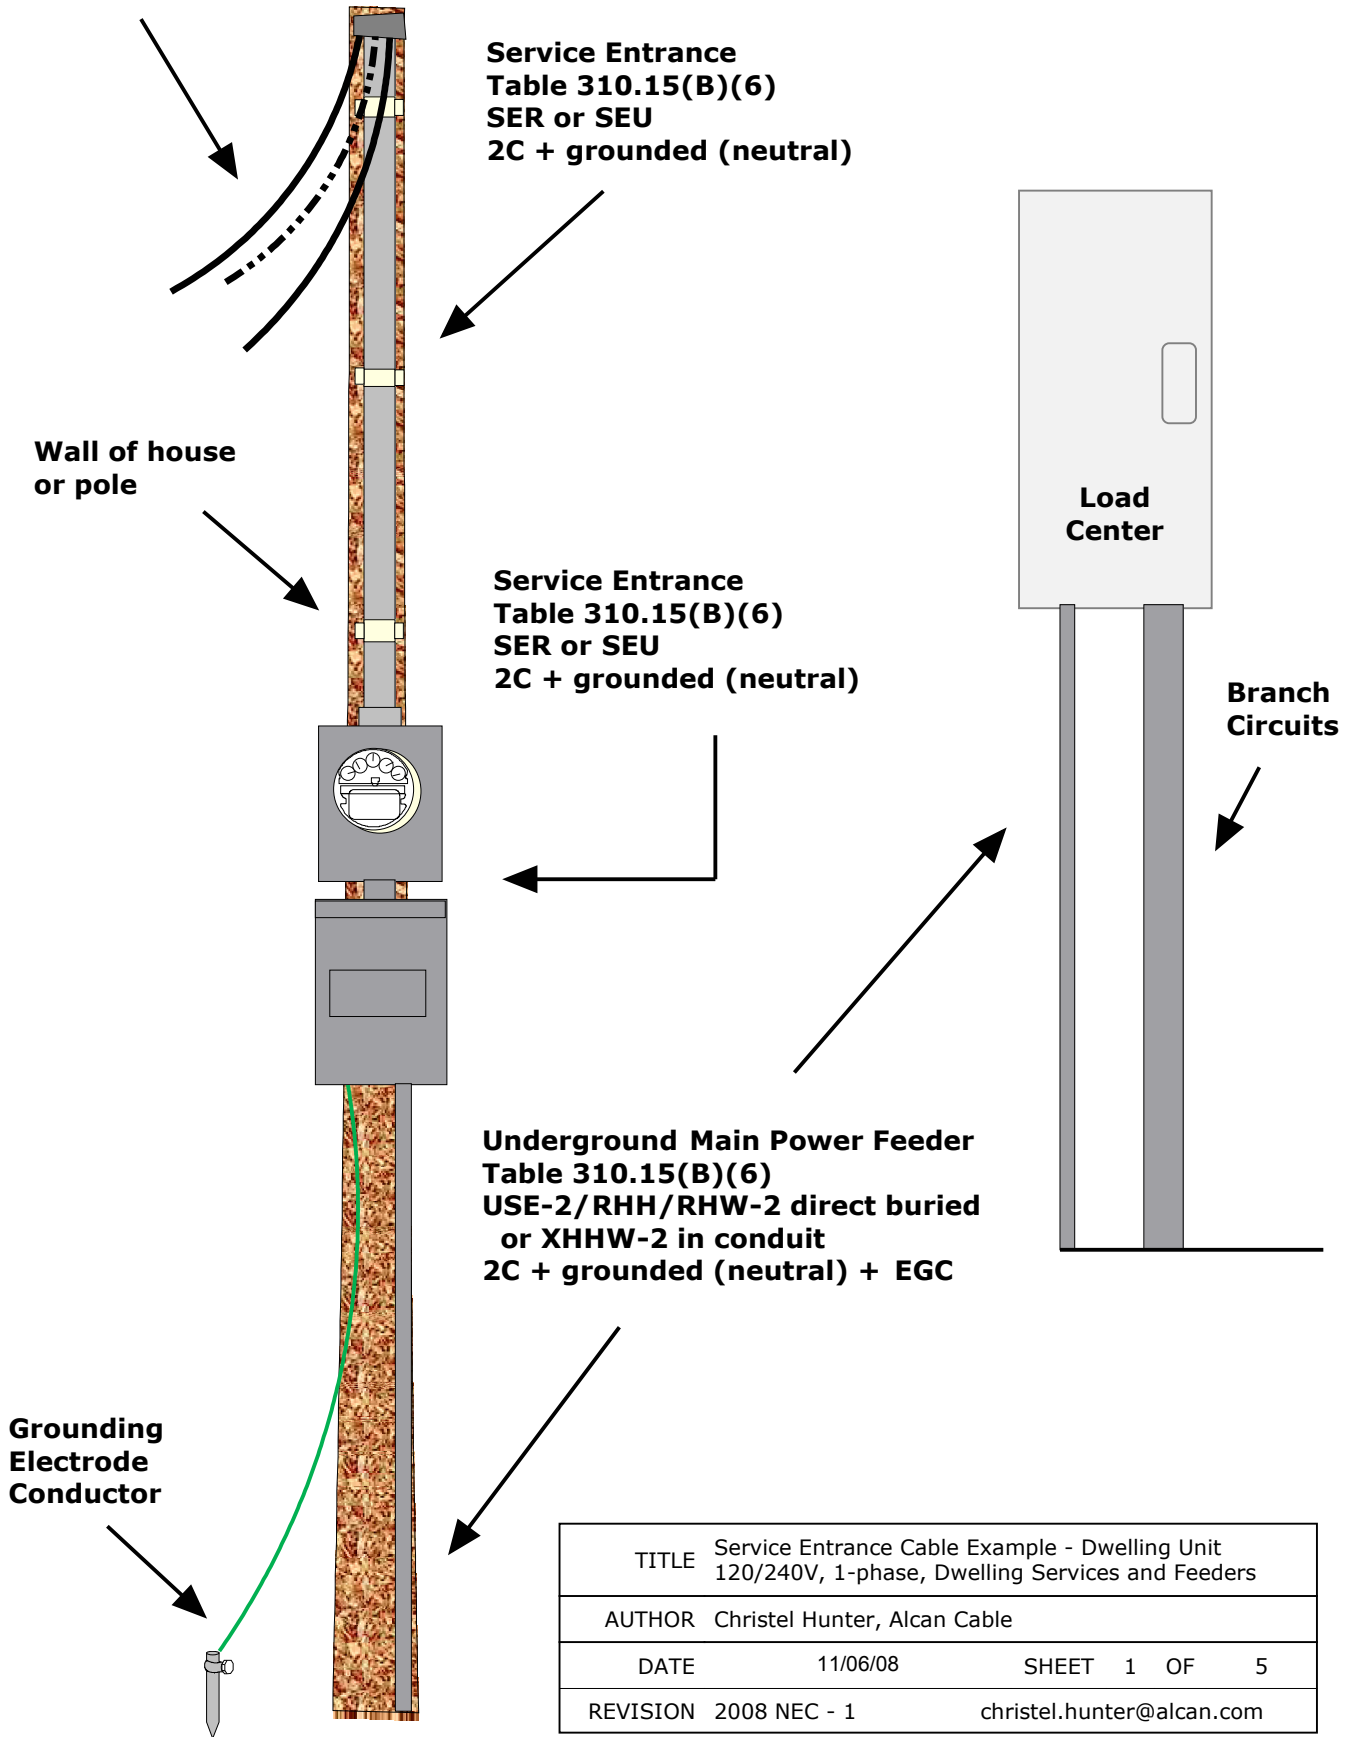 Service Entrance
Table 310.15(B)(6)
SER or SEU
2C + grounded (neutral)
Wall of house
or pole
Load
Center
Service Entrance
Table 310.15(B)(6)
SER or SEU
2C + grounded (neutral)
Branch
Circuits
Underground Main Power Feeder
Table 310.15(B)(6)
USE-2/RHH/RHW-2 direct buried
or XHHW-2 in conduit
2C + grounded (neutral) + EGC
Grounding
Electrode
Conductor
TITLE Service Entrance Cable Example - Dwelling Unit
120/240V, 1-phase, Dwelling Services and Feeders
AUTHOR Christel Hunter, Alcan Cable
DATE 11/06/08 SHEET 1 OF 5
REVISION 2008 NEC - 1 christel.hunter@alcan.com